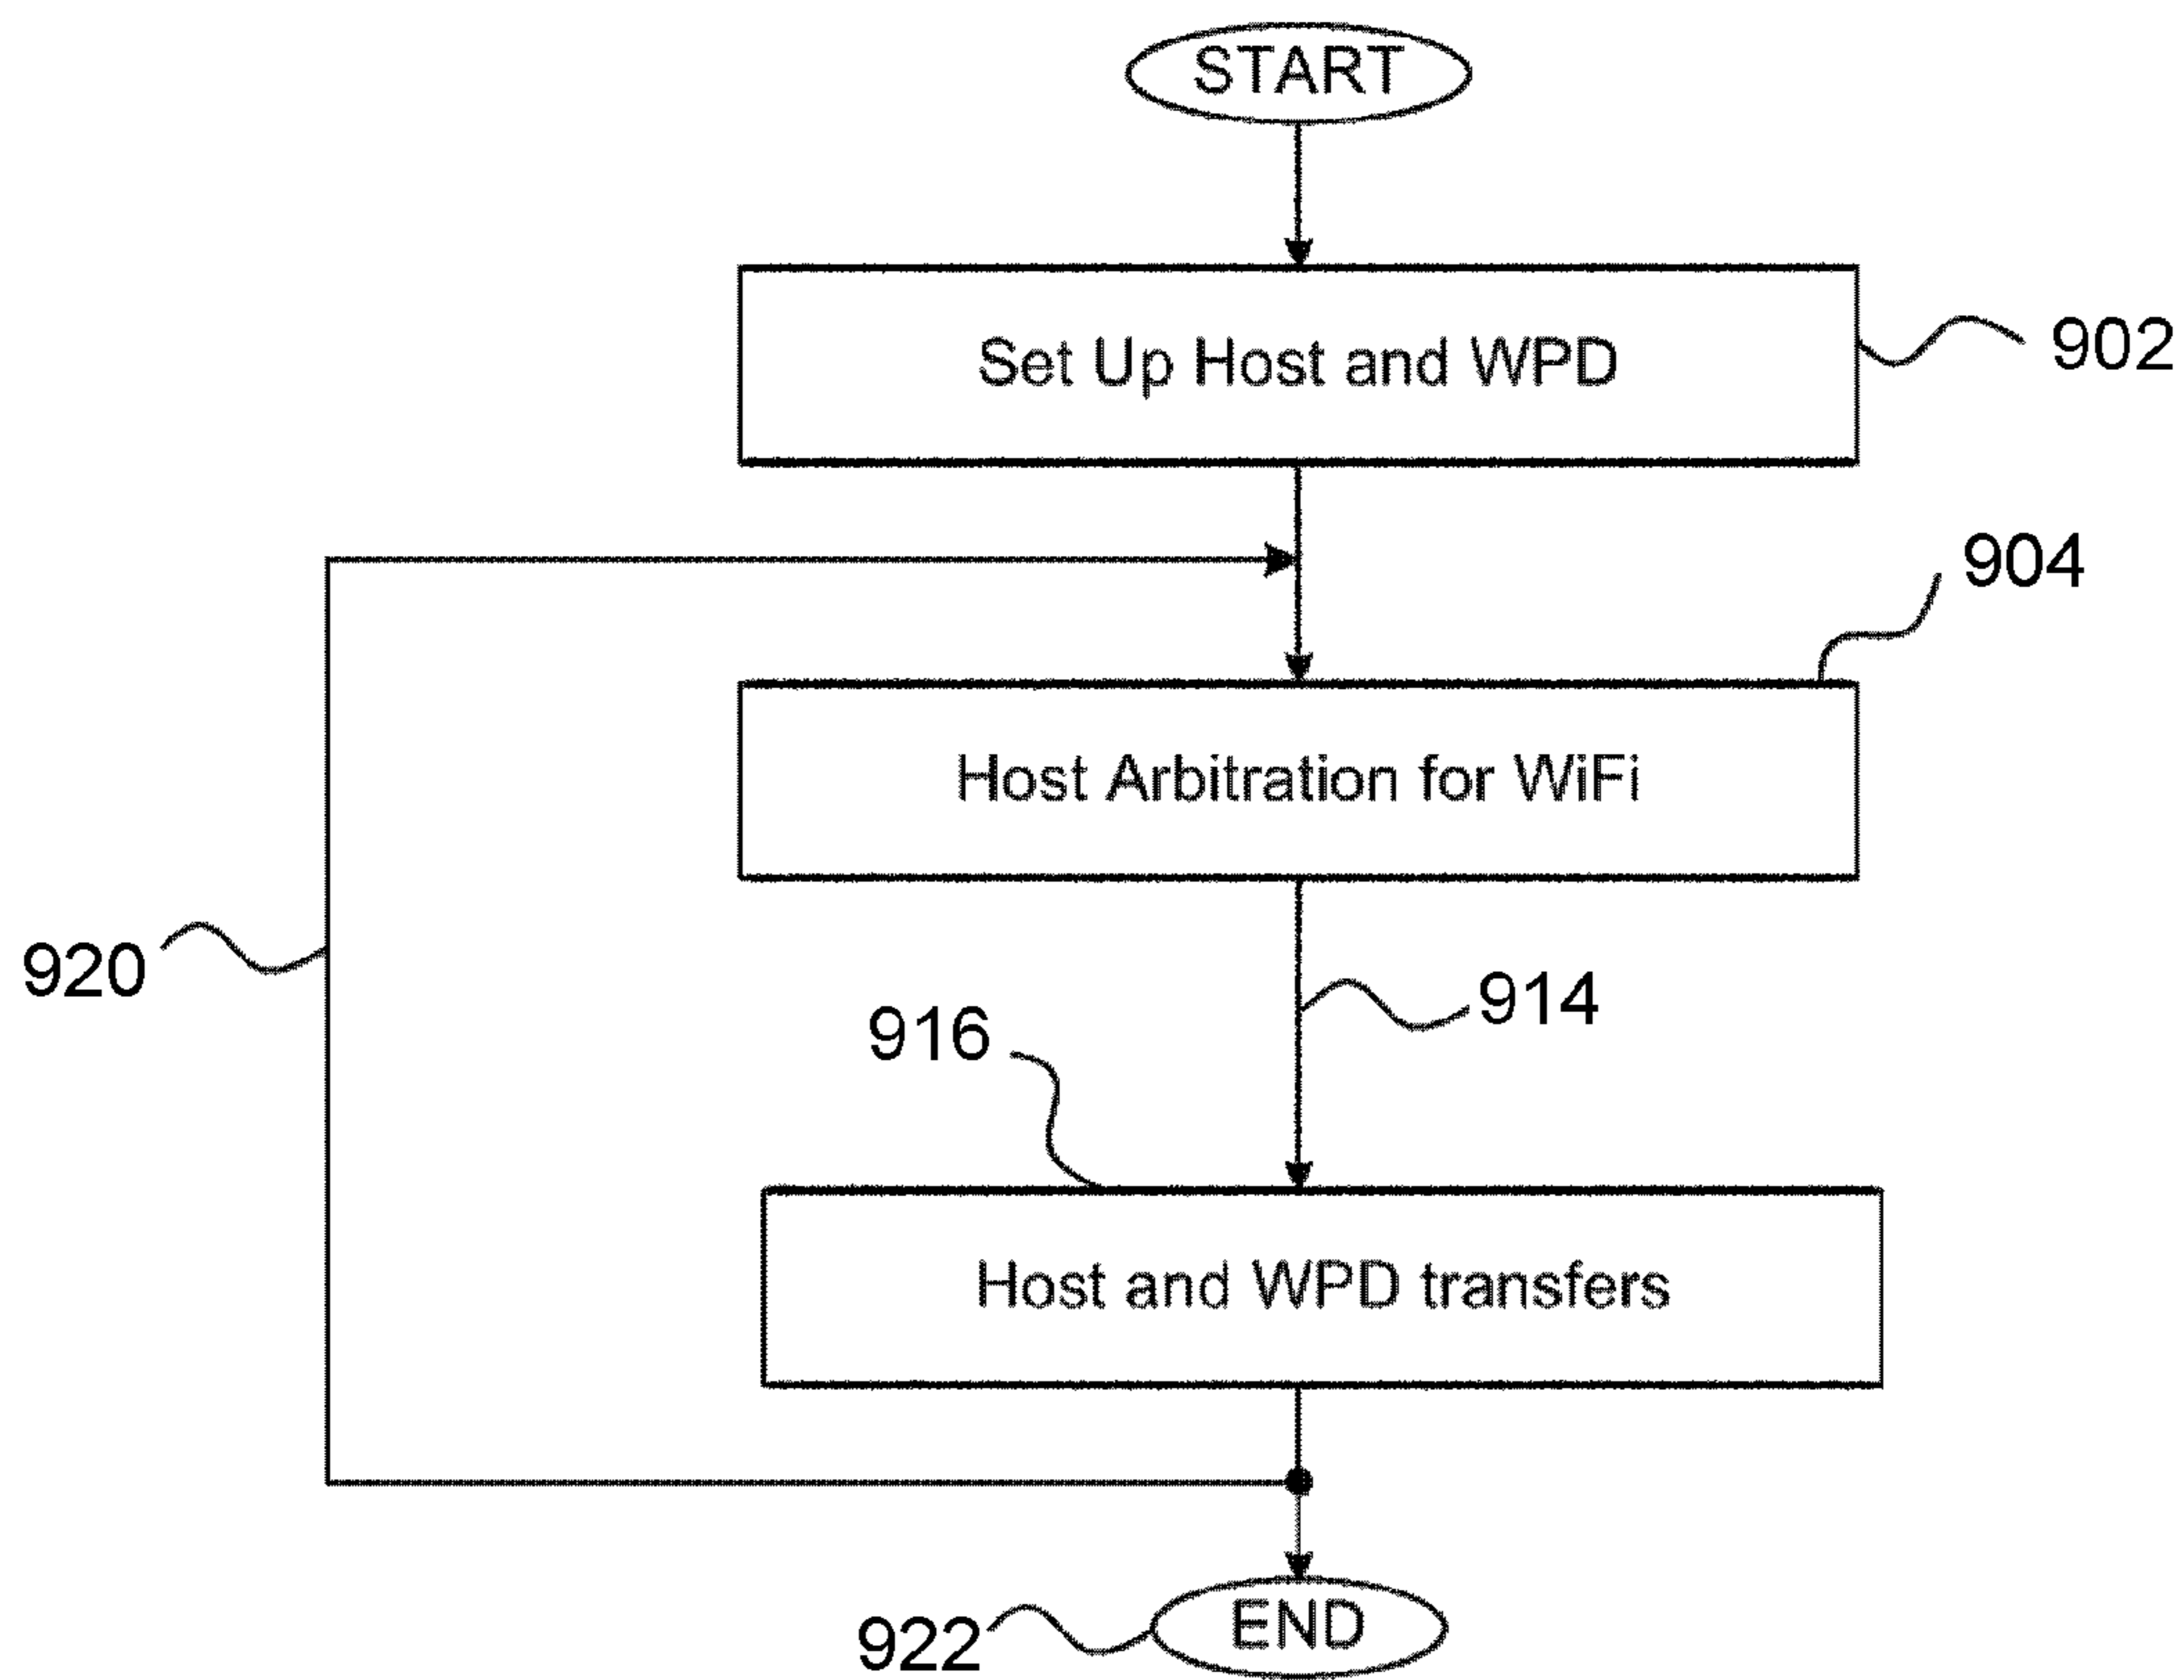 START
Set Up Host and WPD
902
904
Host Arbitration for WiFi
920
914
916
Host and WPD transfers
922
END